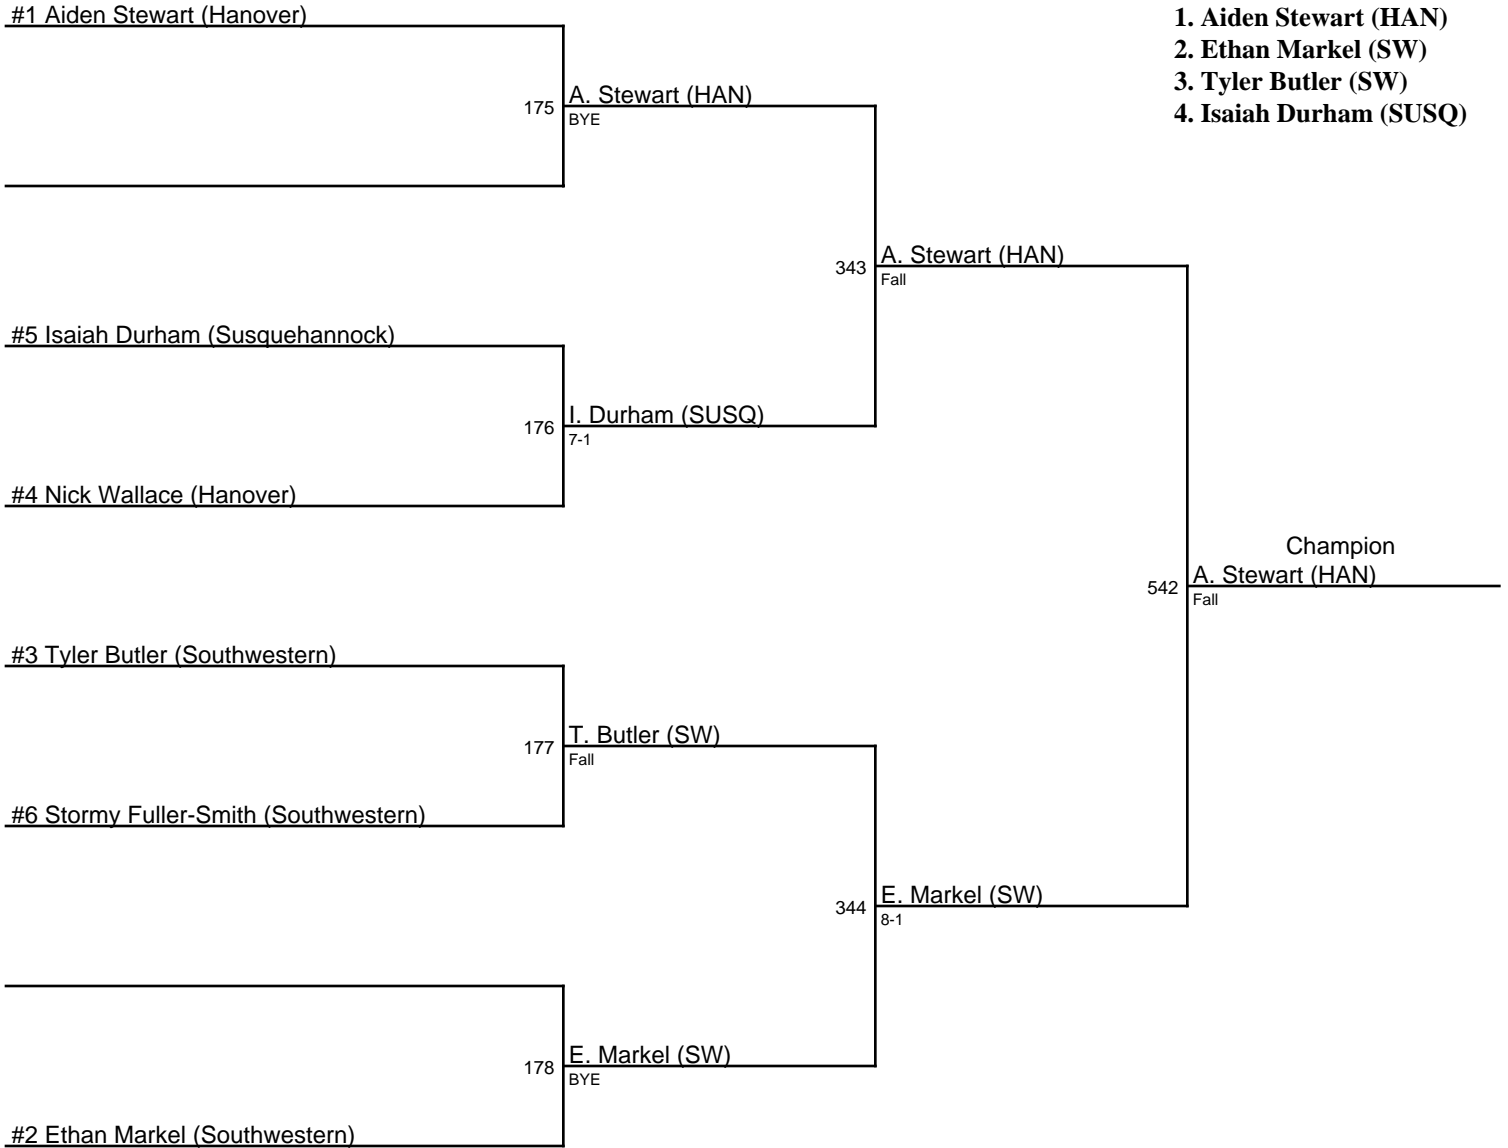 #1 Aiden Stewart (Hanover)
1. Aiden Stewart (HAN)
2. Ethan Markel (SW)
3. Tyler Butler (SW)
4. Isaiah Durham (SUSQ)
175
A. Stewart (HAN)
BYE
343
A. Stewart (HAN)
Fall
#5 Isaiah Durham (Susquehannock)
176
I. Durham (SUSQ)
7-1
#4 Nick Wallace (Hanover)
Champion
542
A. Stewart (HAN)
Fall
#3 Tyler Butler (Southwestern)
177
T. Butler (SW)
Fall
#6 Stormy Fuller-Smith (Southwestern)
344
E. Markel (SW)
8-1
178
E. Markel (SW)
BYE
#2 Ethan Markel (Southwestern)